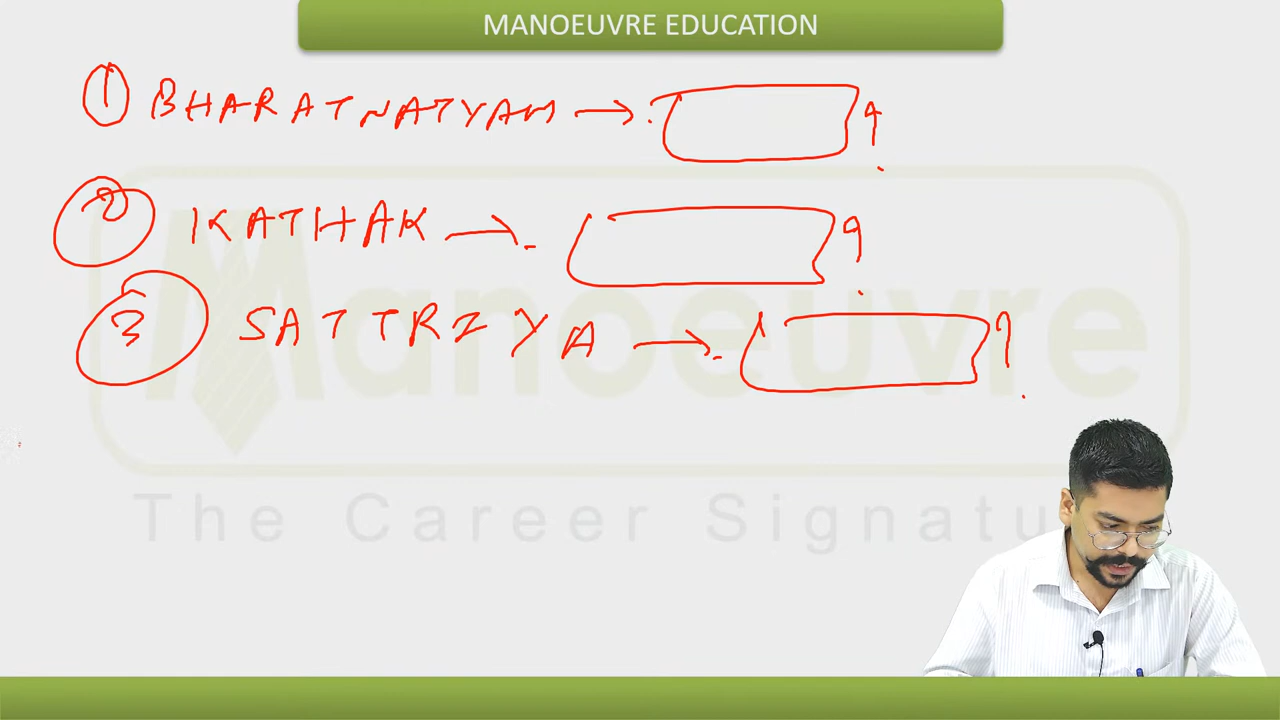 MANOEUVRE EDUCATION
① BHARATNATYAM → ?
② KATHAK → ?
③ SATTRIYA → ?
Manoeuvre
The Career Signatu